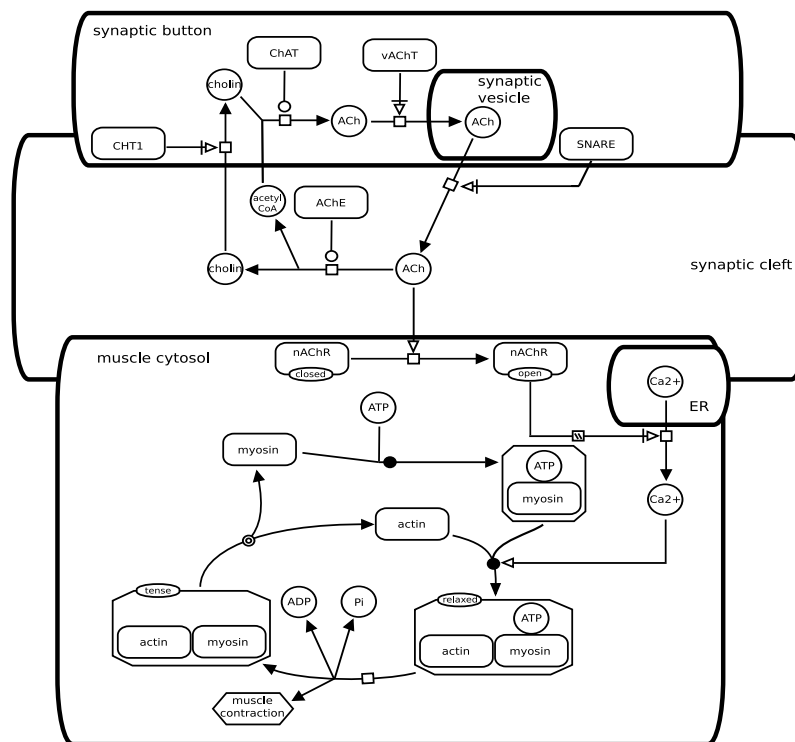 synaptic button
ChAT
vAChT
synaptic
vesicle
cholin
ACh
ACh
CHT1
SNARE
acetyl
CoA
AChE
cholin
ACh
synaptic cleft
muscle cytosol
nAChR
closed
nAChR
open
Ca2+
ER
ATP
myosin
ATP
myosin
Ca2+
actin
tense
actin
myosin
ADP
Pi
relaxed
ATP
actin
myosin
muscle
contraction